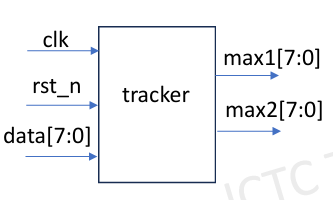 clk
rst_n
data[7:0]
tracker
max1[7:0]
max2[7:0]